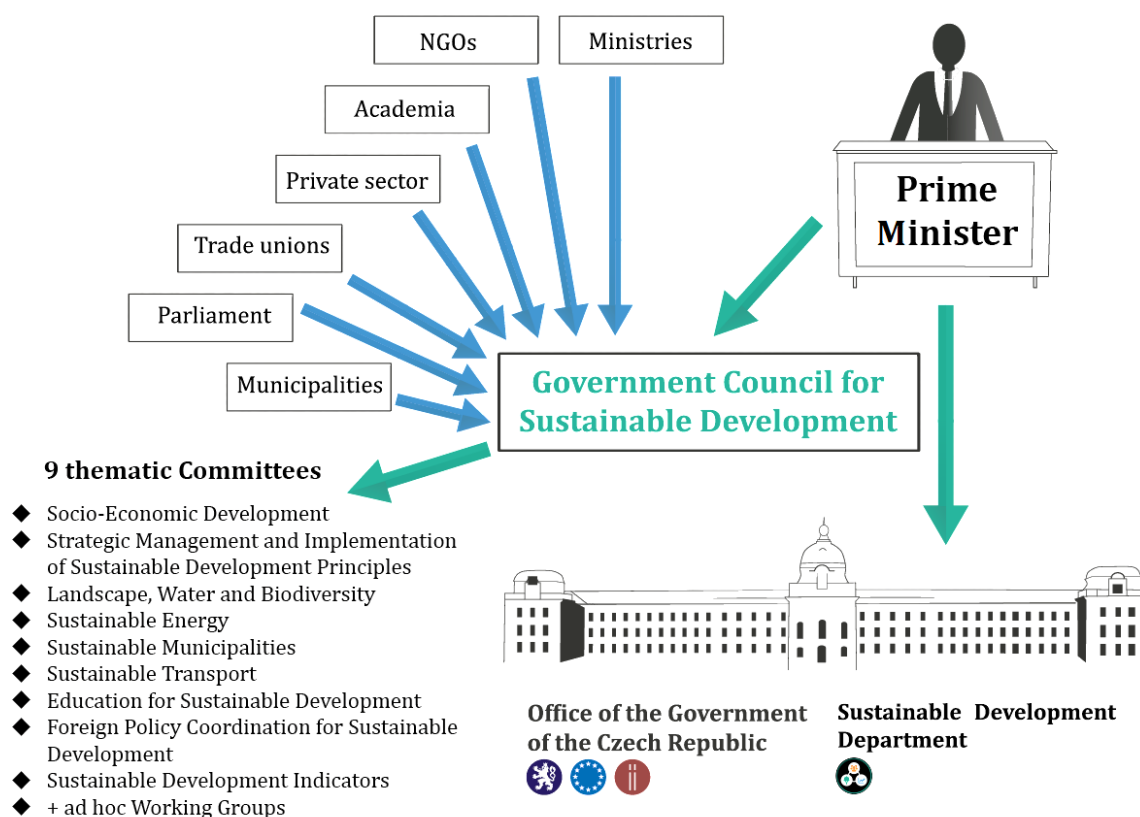 NGOs
Ministries
Academia
Private sector
Trade unions
Parliament
Municipalities
Prime
Minister
Government Council for
Sustainable Development
9 thematic Committees
◆ Socio-Economic Development
◆ Strategic Management and Implementation
of Sustainable Development Principles
◆ Landscape, Water and Biodiversity
◆ Sustainable Energy
◆ Sustainable Municipalities
◆ Sustainable Transport
◆ Education for Sustainable Development
◆ Foreign Policy Coordination for Sustainable
Development
◆ Sustainable Development Indicators
◆ + ad hoc Working Groups
Office of the Government
of the Czech Republic
Sustainable Development
Department